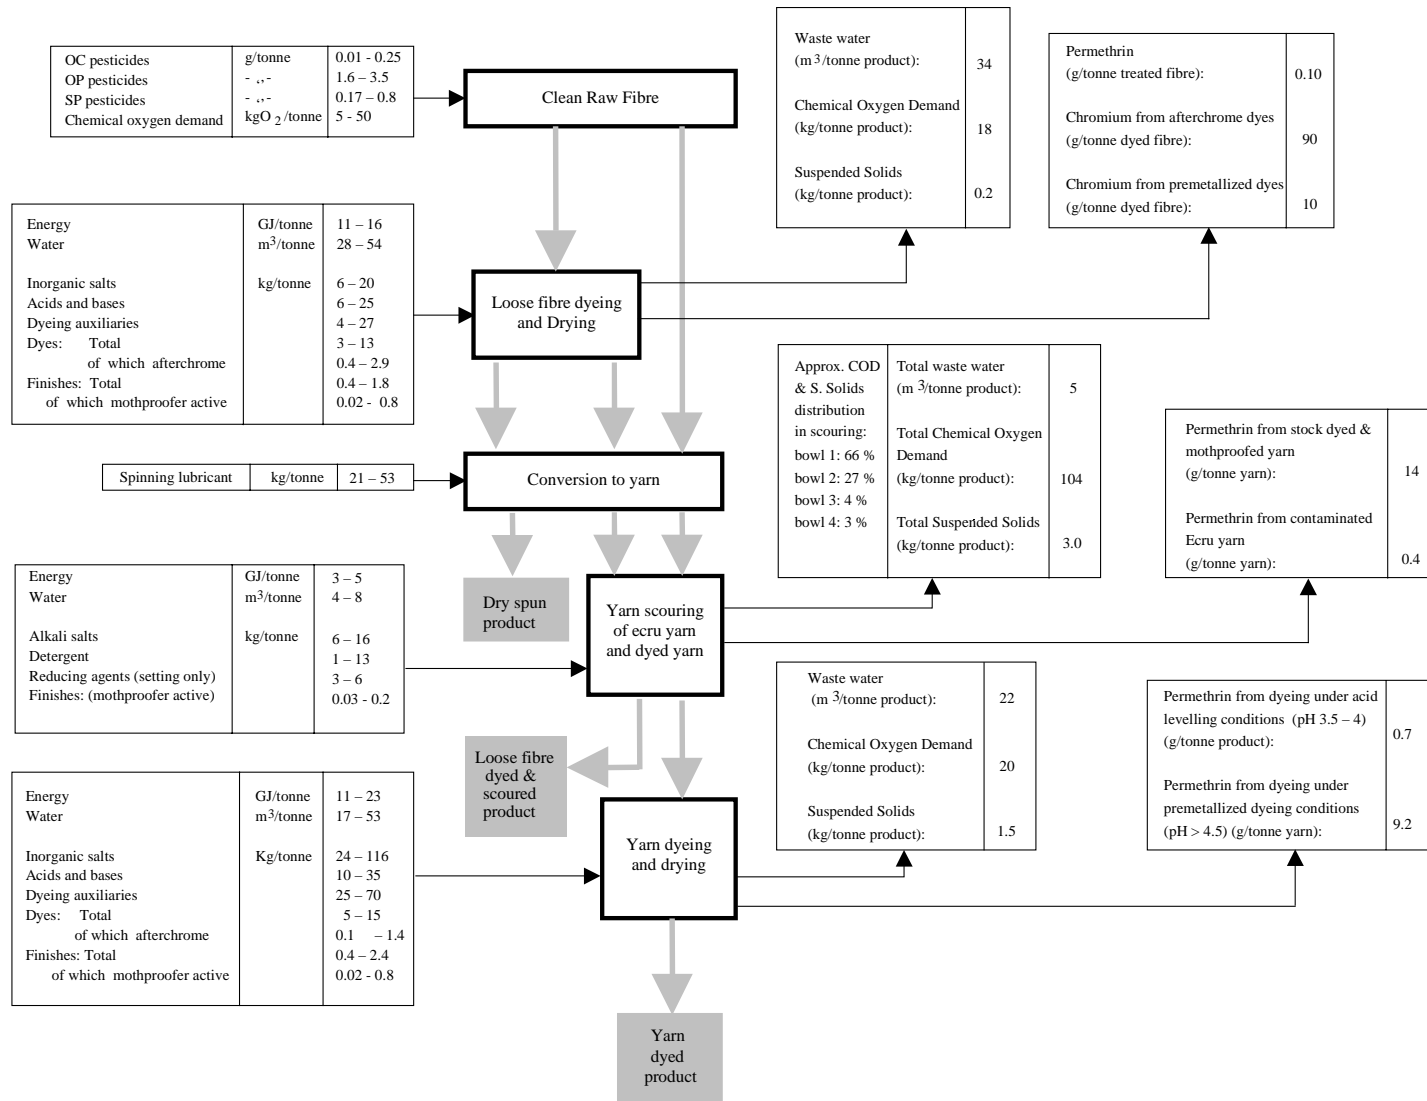 OC pesticides g/tonne 0.01 - 0.25
OP pesticides - „- 1.6 – 3.5
SP pesticides - „- 0.17 – 0.8
Chemical oxygen demand kgO 2 /tonne 5 - 50
Clean Raw Fibre
Waste water
(m 3/tonne product): 34
Chemical Oxygen Demand
(kg/tonne product): 18
Suspended Solids
(kg/tonne product): 0.2
Permethrin
(g/tonne treated fibre): 0.10
Chromium from afterchrome dyes
(g/tonne dyed fibre): 90
Chromium from premetallized dyes
(g/tonne dyed fibre): 10
Energy GJ/tonne 11 – 16
Water m3/tonne 28 – 54
Inorganic salts kg/tonne 6 – 20
Acids and bases 6 – 25
Dyeing auxiliaries 4 – 27
Dyes: Total 3 – 13
of which afterchrome 0.4 – 2.9
Finishes: Total 0.4 – 1.8
of which mothproofer active 0.02 - 0.8
Loose fibre dyeing
and Drying
Approx. COD
& S. Solids
distribution
in scouring:
bowl 1: 66 %
bowl 2: 27 %
bowl 3: 4 %
bowl 4: 3 %
Total waste water
(m 3/tonne product): 5
Total Chemical Oxygen
Demand
(kg/tonne product): 104
Total Suspended Solids
(kg/tonne product): 3.0
Permethrin from stock dyed &
mothproofed yarn
(g/tonne yarn): 14
Permethrin from contaminated
Ecru yarn
(g/tonne yarn): 0.4
Spinning lubricant kg/tonne 21 – 53
Conversion to yarn
Energy GJ/tonne 3 – 5
Water m3/tonne 4 – 8
Alkali salts kg/tonne 6 – 16
Detergent 1 – 13
Reducing agents (setting only) 3 – 6
Finishes: (mothproofer active) 0.03 - 0.2
Dry spun
product
Yarn scouring
of ecru yarn
and dyed yarn
Waste water
(m 3/tonne product): 22
Chemical Oxygen Demand
(kg/tonne product): 20
Suspended Solids
(kg/tonne product): 1.5
Permethrin from dyeing under acid
levelling conditions (pH 3.5 – 4)
(g/tonne product): 0.7
Permethrin from dyeing under
premetallized dyeing conditions
(pH > 4.5) (g/tonne yarn): 9.2
Loose fibre
dyed &
scoured
product
Energy GJ/tonne 11 – 23
Water m3/tonne 17 – 53
Inorganic salts Kg/tonne 24 – 116
Acids and bases 10 – 35
Dyeing auxiliaries 25 – 70
Dyes: Total 5 – 15
of which afterchrome 0.1 – 1.4
Finishes: Total 0.4 – 2.4
of which mothproofer active 0.02 - 0.8
Yarn dyeing
and drying
Yarn
dyed
product